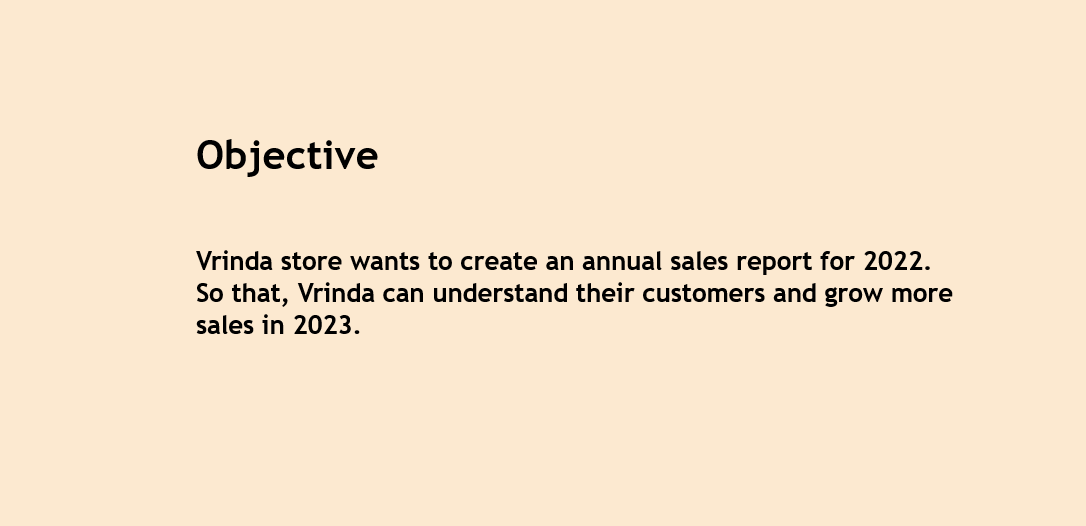 Objective
Vrinda store wants to create an annual sales report for 2022.
So that, Vrinda can understand their customers and grow more
sales in 2023.